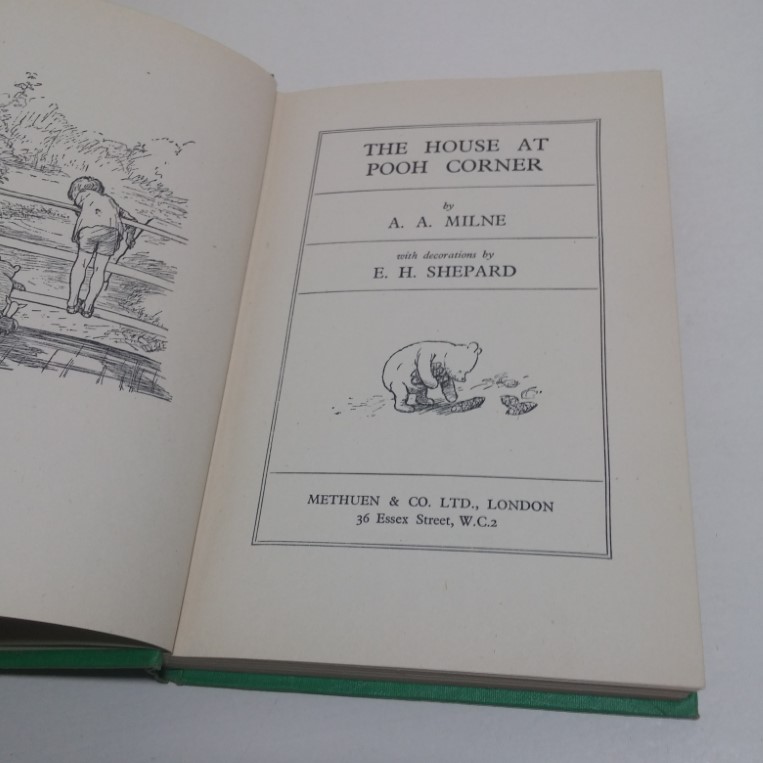 THE HOUSE AT
POOH CORNER
by
A. A. MILNE
with decorations by
E. H. SHEPARD
METHUEN & CO. LTD., LONDON
36 Essex Street, W.C.2